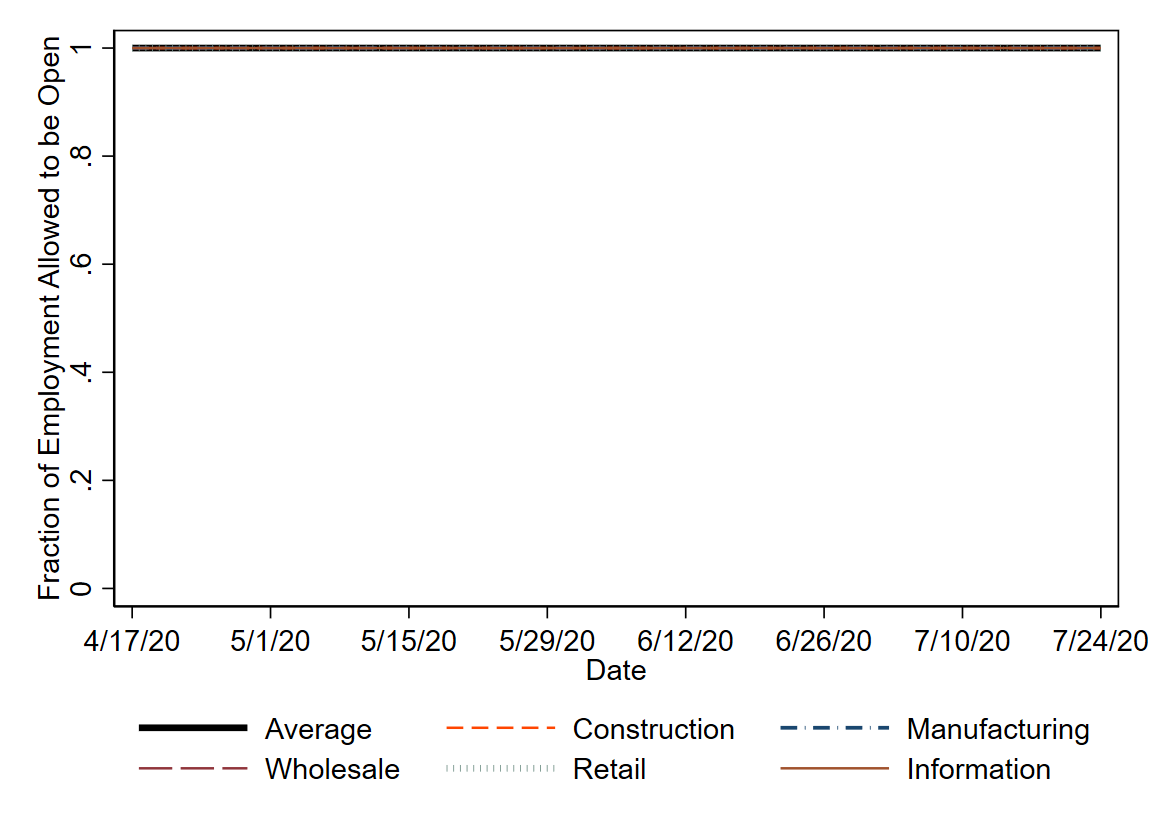 Fraction of Employment Allowed to be Open
1
.8
.6
.4
.2
0
4/17/20 5/1/20 5/15/20 5/29/20 6/12/20 6/26/20 7/10/20 7/24/20
Date
Average Construction Manufacturing
Wholesale Retail Information